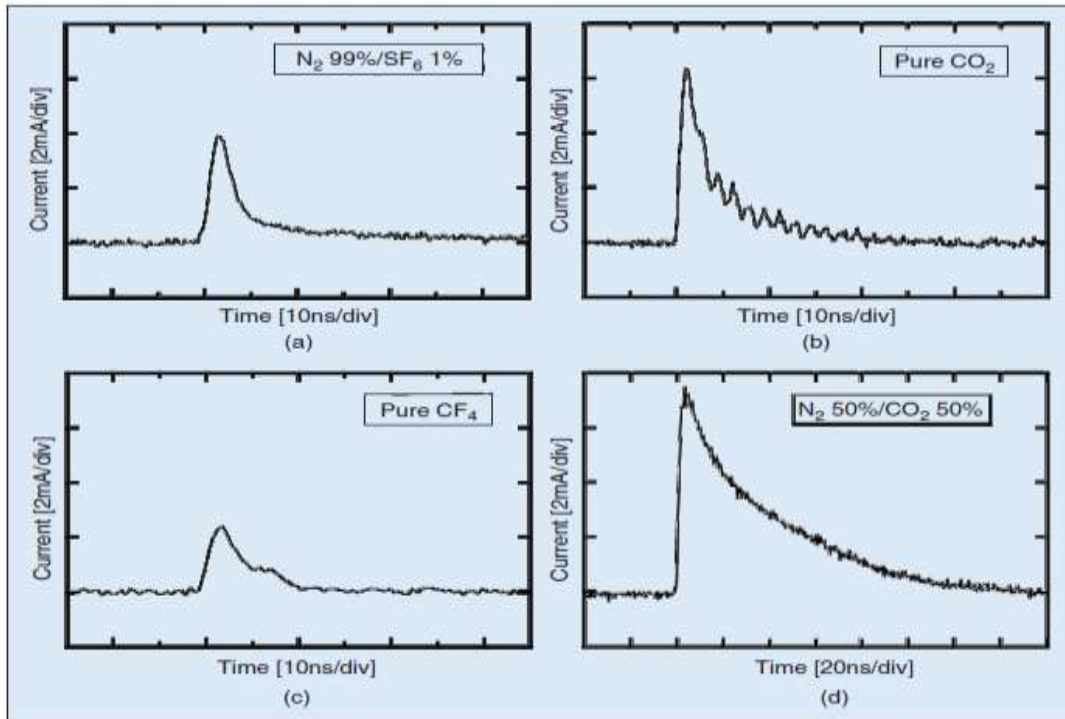 N₂ 99%/SF₆ 1%
Current [2mA/div]
Time [10ns/div]
(a)
Pure CO₂
Current [2mA/div]
Time [10ns/div]
(b)
Pure CF₄
Current [2mA/div]
Time [10ns/div]
(c)
N₂ 50%/CO₂ 50%
Current [2mA/div]
Time [20ns/div]
(d)